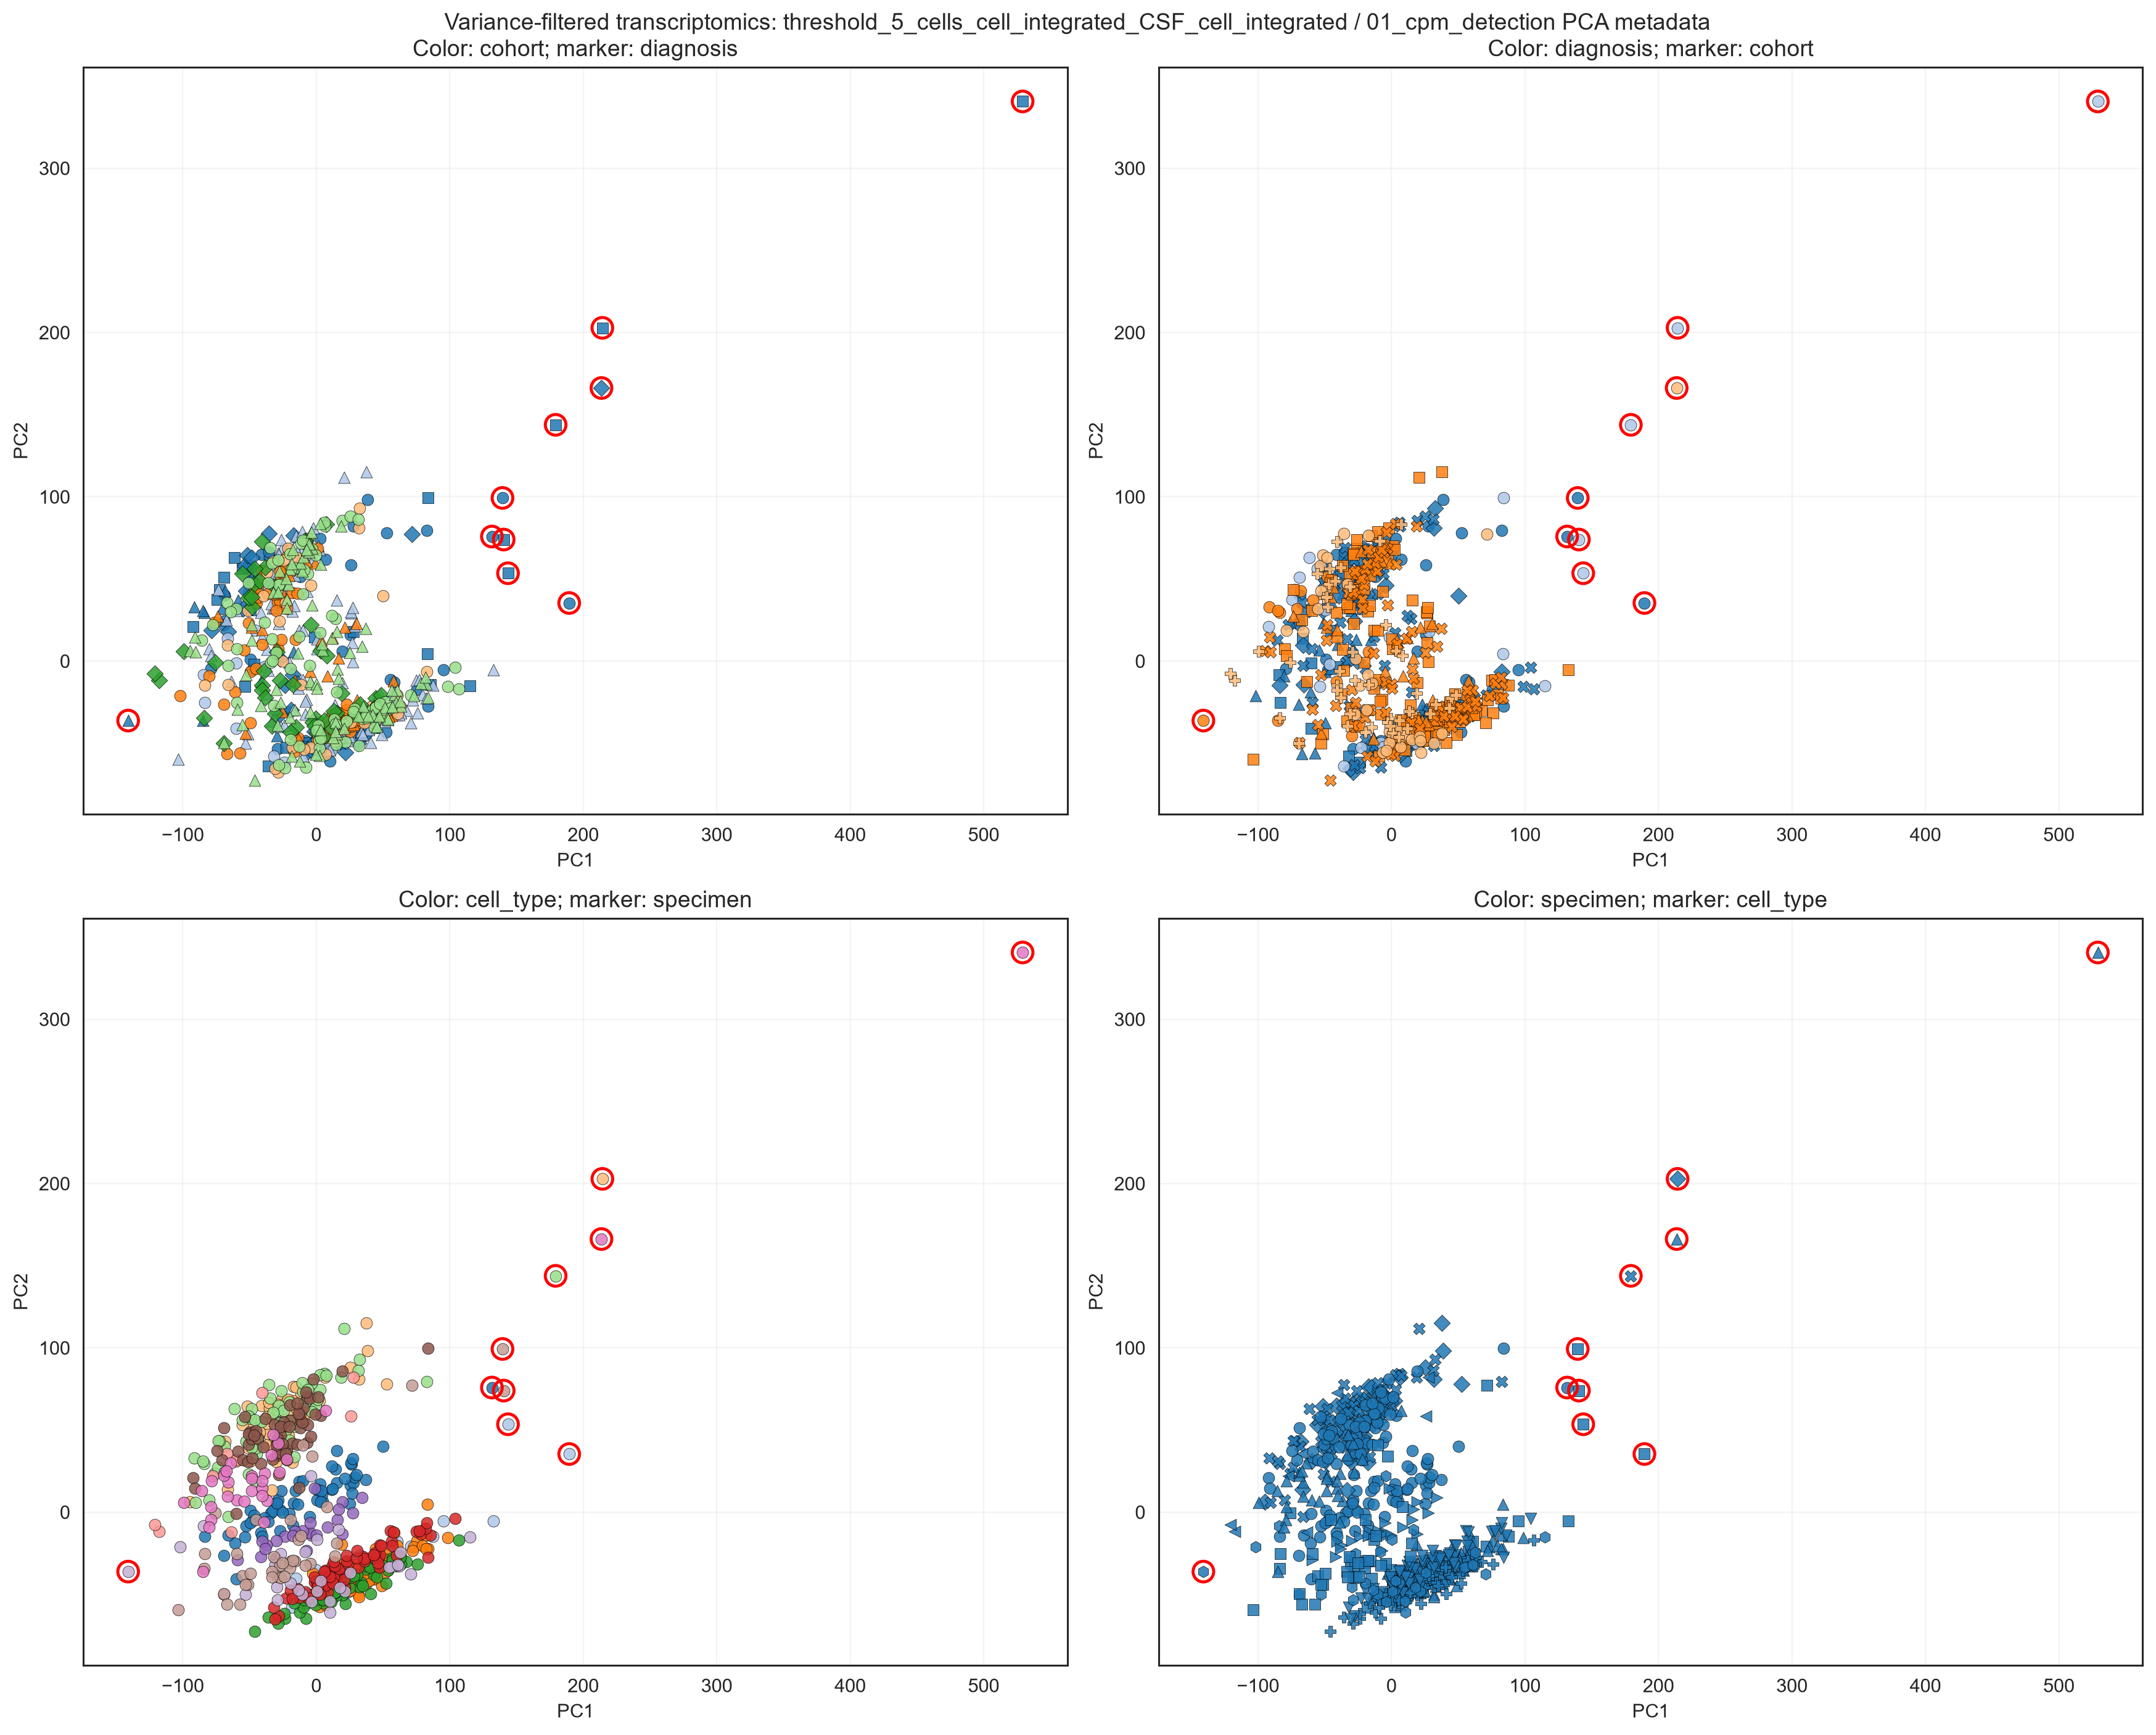 Variance-filtered transcriptomics: threshold_5_cells_cell_integrated_CSF_cell_integrated / 01_cpm_detection PCA metadata
Color: cohort; marker: diagnosis
300
200
100
0
PC2
−100 0 100 200 300 400 500
PC1
Color: diagnosis; marker: cohort
300
200
100
0
PC2
−100 0 100 200 300 400 500
PC1
Color: cell_type; marker: specimen
300
200
100
0
PC2
−100 0 100 200 300 400 500
PC1
Color: specimen; marker: cell_type
300
200
100
0
PC2
−100 0 100 200 300 400 500
PC1